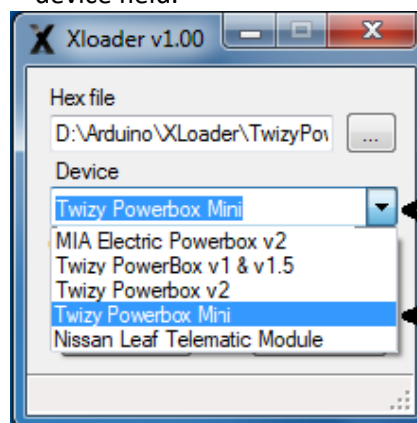 device field.
Xloader v1.00
Hex file
D:\Arduino\XLoader\TwizyPov
...
Device
Twizy Powerbox Mini
MIA Electric Powerbox v2
Twizy PowerBox v1 & v1.5
Twizy Powerbox v2
Twizy Powerbox Mini
Nissan Leaf Telematic Module